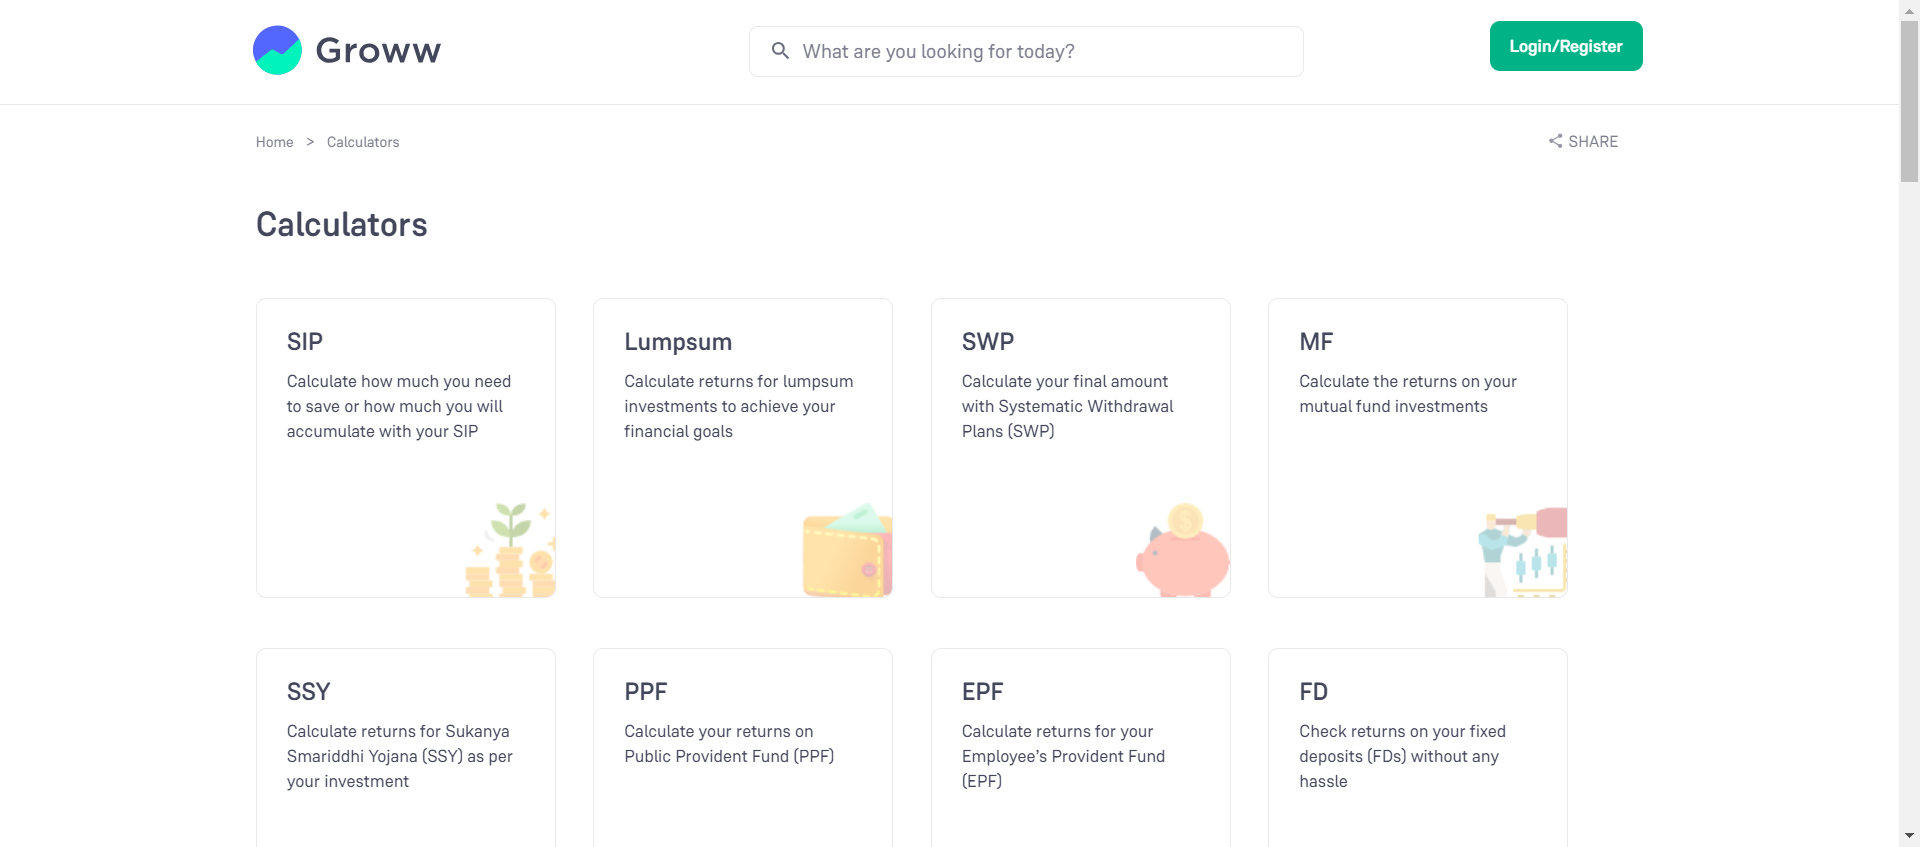 Groww
What are you looking for today?
Login/Register
Home > Calculators
SHARE
Calculators
SIP
Calculate how much you need
to save or how much you will
accumulate with your SIP
Lumpsum
Calculate returns for lumpsum
investments to achieve your
financial goals
SWP
Calculate your final amount
with Systematic Withdrawal
Plans (SWP)
MF
Calculate the returns on your
mutual fund investments
SSY
Calculate returns for Sukanya
Smariddhi Yojana (SSY) as per
your investment
PPF
Calculate your returns on
Public Provident Fund (PPF)
EPF
Calculate returns for your
Employee’s Provident Fund
(EPF)
FD
Check returns on your fixed
deposits (FDs) without any
hassle